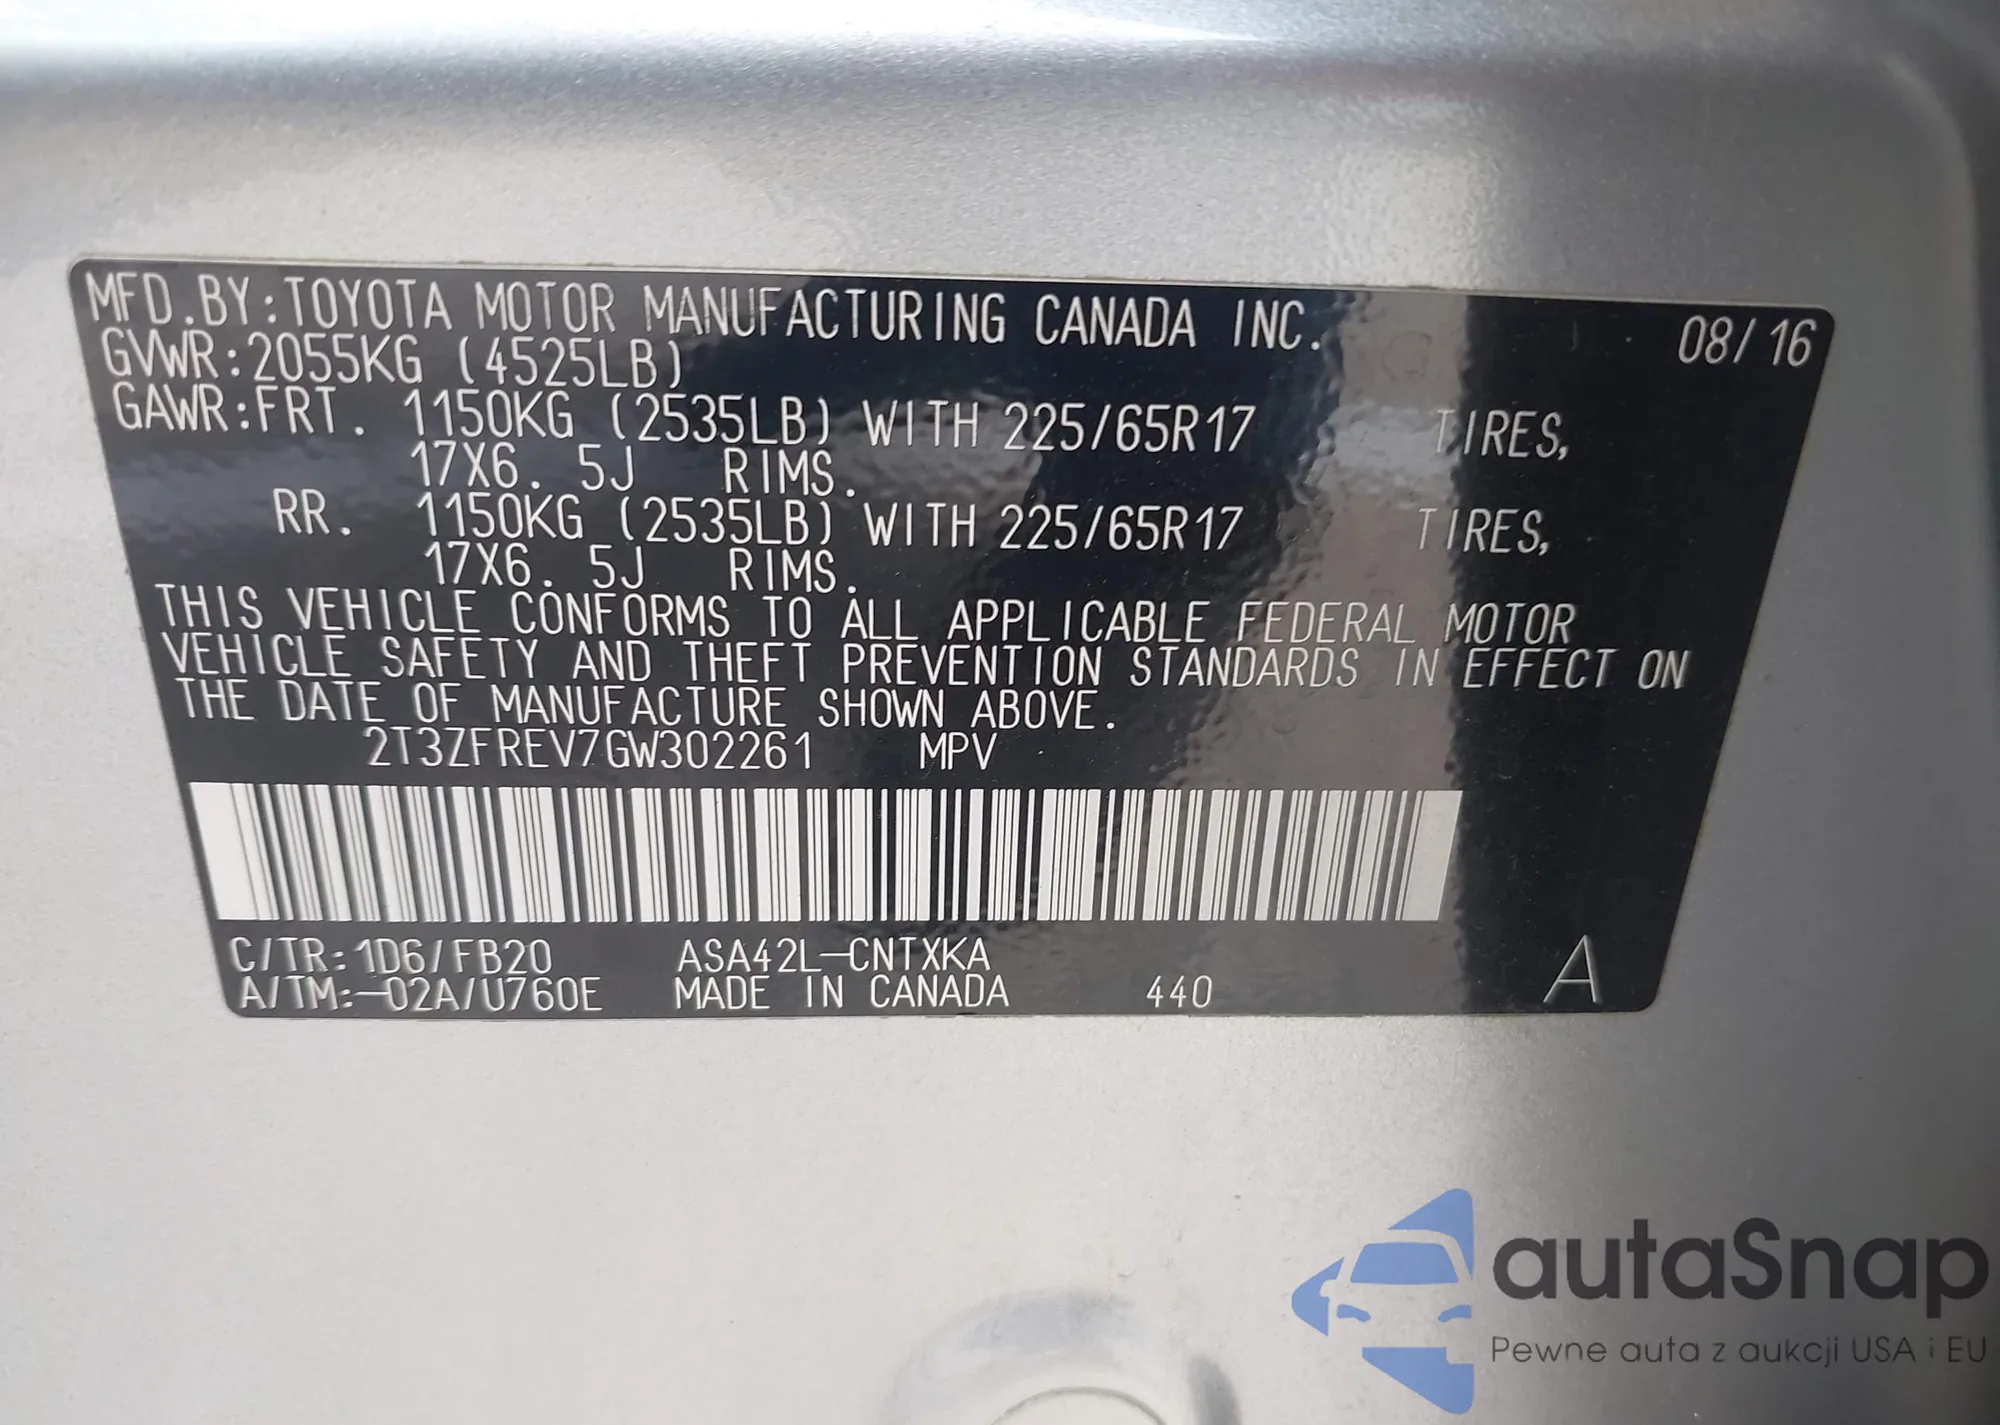 MFD.BY:TOYOTA MOTOR MANUFACTURING CANADA INC. 08/16
GVWR:2055KG (4525LB)
GAWR:FRT. 1150KG (2535LB) WITH 225/65R17 TIRES,
17X6.5J RIMS.
RR. 1150KG (2535LB) WITH 225/65R17 TIRES,
17X6.5J RIMS.
THIS VEHICLE CONFORMS TO ALL APPLICABLE FEDERAL MOTOR
VEHICLE SAFETY AND THEFT PREVENTION STANDARDS IN EFFECT ON
THE DATE OF MANUFACTURE SHOWN ABOVE.
2T3ZFREV7GW302261 MPV
C/TR:1D6/FB20 ASA42L-CNTXKA
A/TM:-02A/U760E MADE IN CANADA 440 A
autaSnap
Pewne auta z aukcji USA i EU